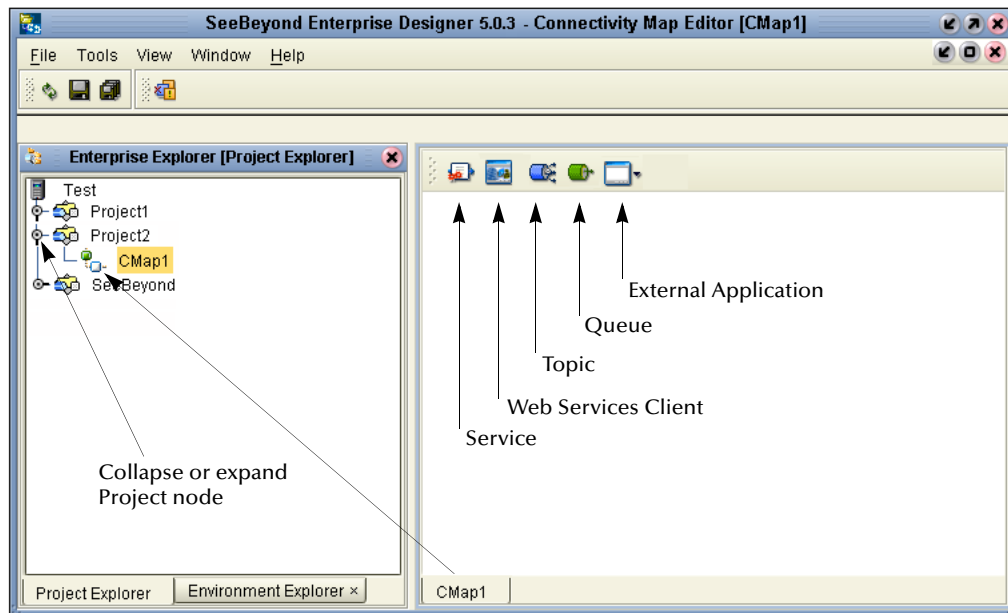 SeeBeyond Enterprise Designer 5.0.3 - Connectivity Map Editor [CMap1]
File Tools View Window Help
Enterprise Explorer [Project Explorer]
Test
Project1
Project2
CMap1
SeeBeyond
External Application
Queue
Topic
Web Services Client
Service
Collapse or expand
Project node
Project Explorer
Environment Explorer ×
CMap1